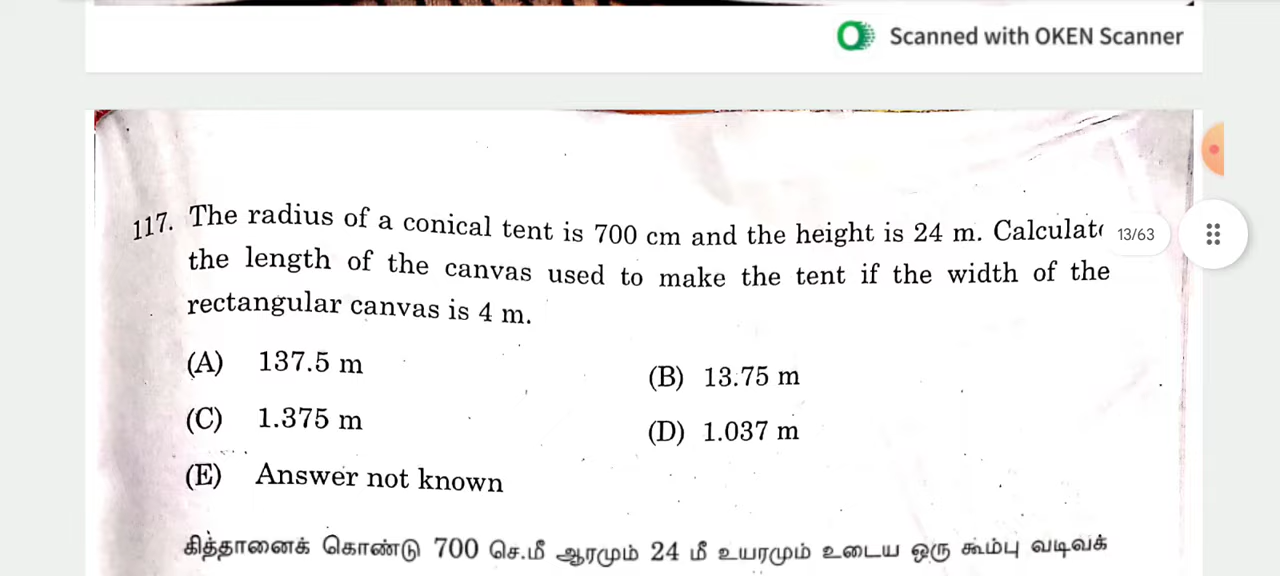 Scanned with OKEN Scanner
117. The radius of a conical tent is 700 cm and the height is 24 m. Calculate
13/63
the length of the canvas used to make the tent if the width of the
rectangular canvas is 4 m.
(A) 137.5 m
(B) 13.75 m
(C) 1.375 m
(D) 1.037 m
(E) Answer not known
கித்தானைக் கொண்டு 700 செ.மீ ஆரமும் 24 மீ உயரமும் உடைய ஒரு கூம்பு வடிவக்